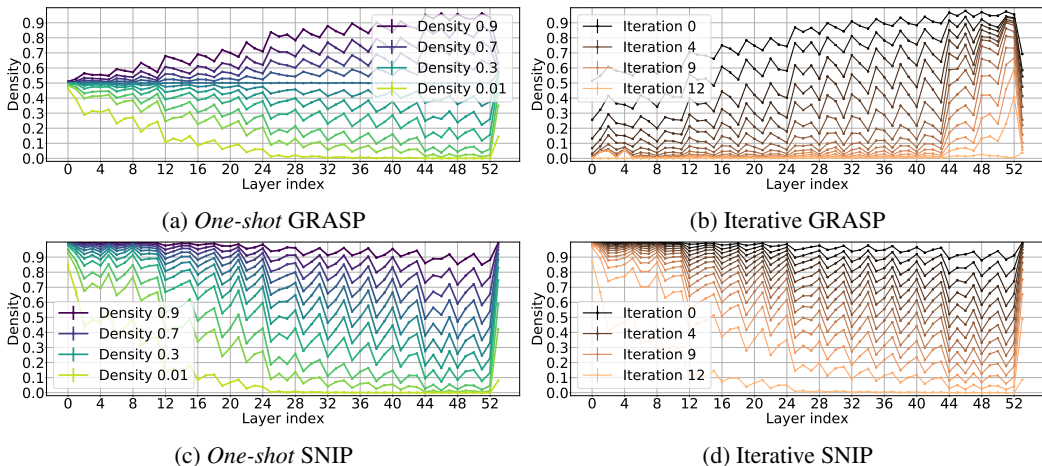 0.9
0.8
0.7
0.6
0.5
0.4
0.3
0.2
0.1
0.0
Density
Density 0.9
Density 0.7
Density 0.3
Density 0.01
0 4 8 12 16 20 24 28 32 36 40 44 48 52
Layer index
(a) One-shot GRASP
0.9
0.8
0.7
0.6
0.5
0.4
0.3
0.2
0.1
0.0
Density
Iteration 0
Iteration 4
Iteration 9
Iteration 12
0 4 8 12 16 20 24 28 32 36 40 44 48 52
Layer index
(b) Iterative GRASP
0.9
0.8
0.7
0.6
0.5
0.4
0.3
0.2
0.1
0.0
Density
Density 0.9
Density 0.7
Density 0.3
Density 0.01
0 4 8 12 16 20 24 28 32 36 40 44 48 52
Layer index
(c) One-shot SNIP
0.9
0.8
0.7
0.6
0.5
0.4
0.3
0.2
0.1
0.0
Density
Iteration 0
Iteration 4
Iteration 9
Iteration 12
0 4 8 12 16 20 24 28 32 36 40 44 48 52
Layer index
(d) Iterative SNIP